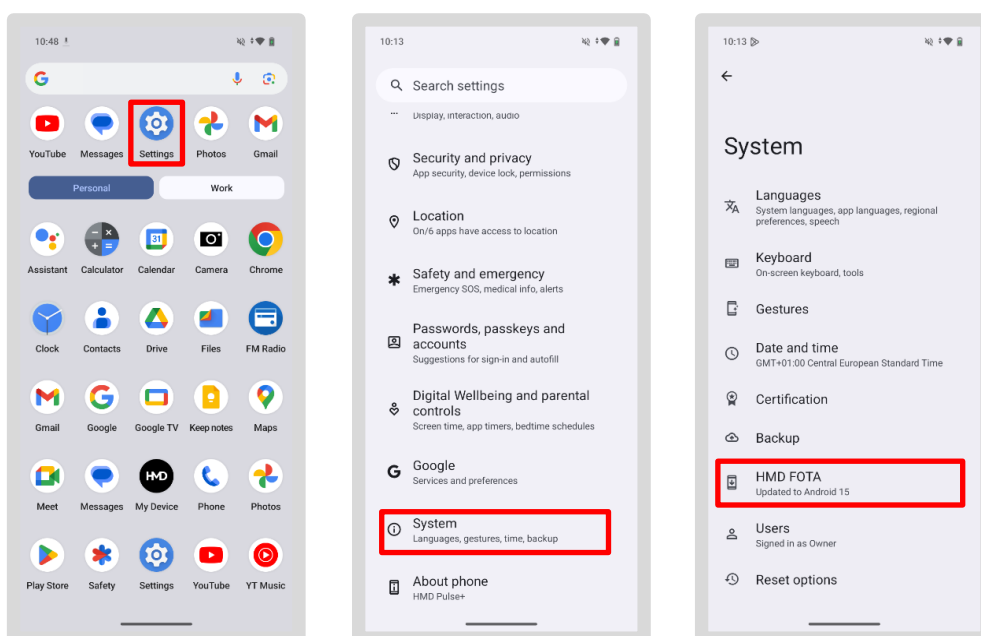 10:48
YouTube Messages Settings Photos Gmail
Personal Work
31
Assistant Calculator Calendar Camera Chrome
Clock Contacts Drive Files FM Radio
Gmail Google Google TV Keep notes Maps
HMD
Meet Messages My Device Phone Photos
Play Store Safety Settings YouTube YT Music
10:13
Search settings
Display, interaction, audio
Security and privacy
App security, device lock, permissions
Location
On/6 apps have access to location
Safety and emergency
Emergency SOS, medical info, alerts
Passwords, passkeys and
accounts
Suggestions for sign-in and autofill
Digital Wellbeing and parental
controls
Screen time, app timers, bedtime schedules
Google
Services and preferences
System
Languages, gestures, time, backup
About phone
HMD Pulse+
10:13
System
Languages
System languages, app languages, regional
preferences, speech
Keyboard
On-screen keyboard, tools
Gestures
Date and time
GMT+01:00 Central European Standard Time
Certification
Backup
HMD FOTA
Updated to Android 15
Users
Signed in as Owner
Reset options